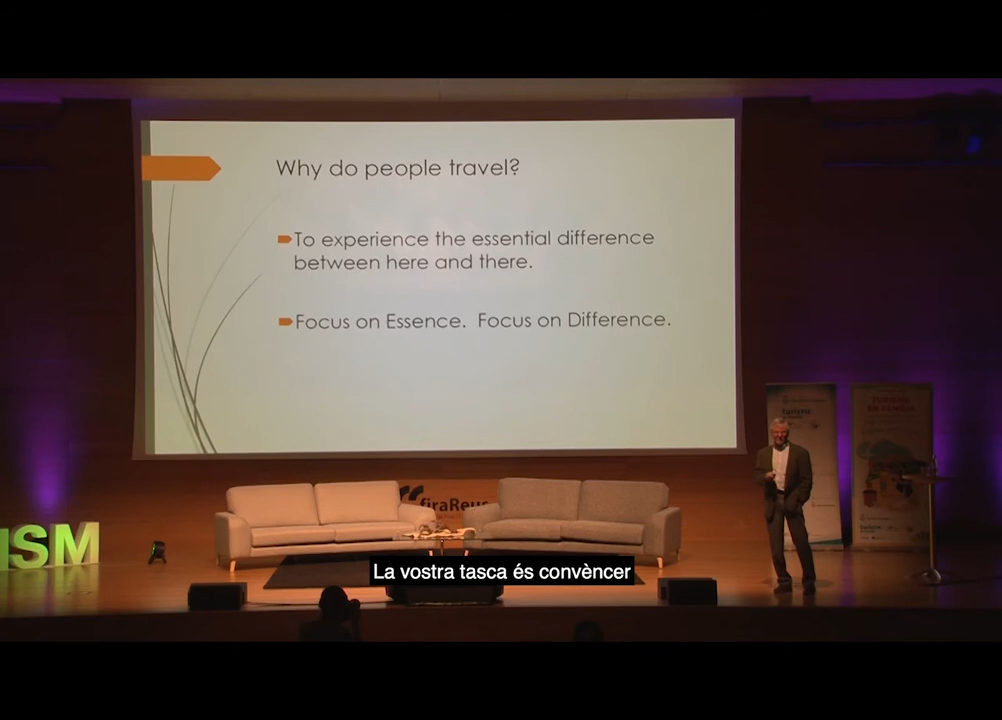 Why do people travel?
To experience the essential difference
between here and there.
Focus on Essence.  Focus on Difference.
firaReus
ISM
La vostra tasca és convèncer